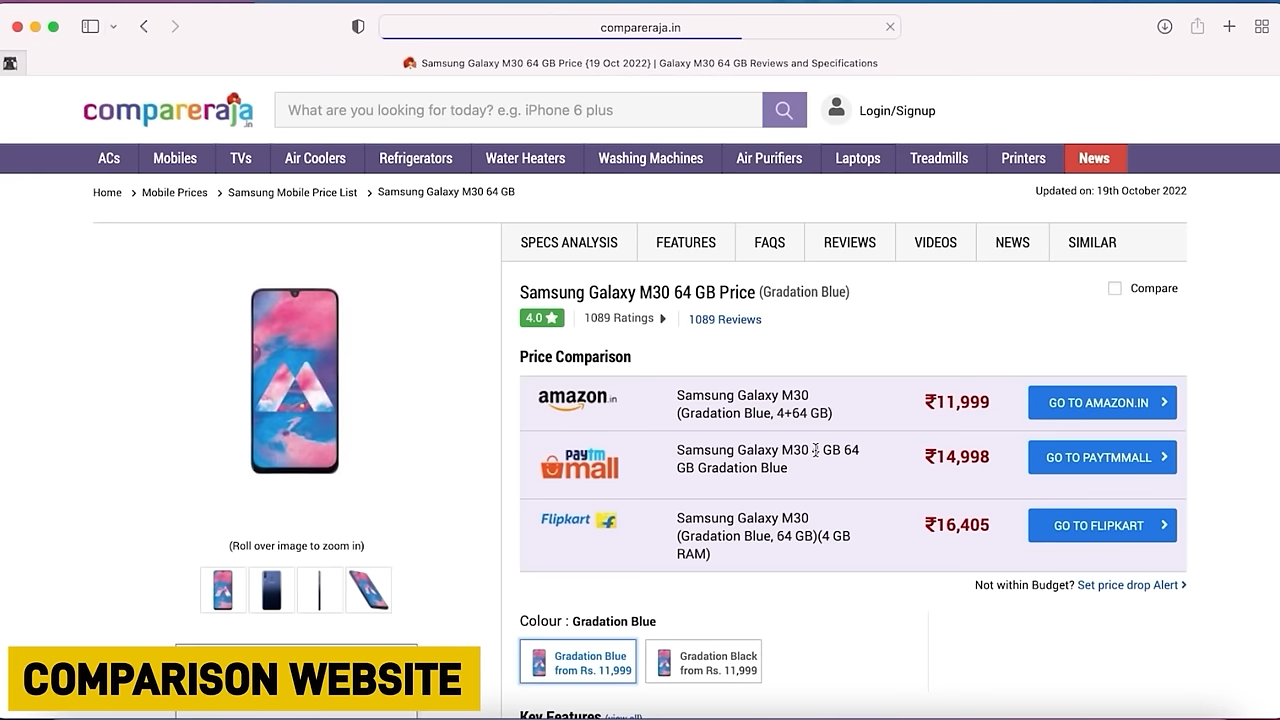 compareraja.in
Samsung Galaxy M30 64 GB Price {19 Oct 2022} | Galaxy M30 64 GB Reviews and Specifications
compareraja.in
What are you looking for today? e.g. iPhone 6 plus
Login/Signup
ACs Mobiles TVs Air Coolers Refrigerators Water Heaters Washing Machines Air Purifiers Laptops Treadmills Printers News
Home > Mobile Prices > Samsung Mobile Price List > Samsung Galaxy M30 64 GB
Updated on: 19th October 2022
SPECS ANALYSIS FEATURES FAQS REVIEWS VIDEOS NEWS SIMILAR
Samsung Galaxy M30 64 GB Price (Gradation Blue)
Compare
4.0 1089 Ratings 1089 Reviews
Price Comparison
amazon.in
Samsung Galaxy M30
(Gradation Blue, 4+64 GB)
₹11,999
GO TO AMAZON.IN
paytm
mall
Samsung Galaxy M30 GB 64
GB Gradation Blue
₹14,998
GO TO PAYTMMALL
Flipkart
Samsung Galaxy M30
(Gradation Blue, 64 GB)(4 GB
RAM)
₹16,405
GO TO FLIPKART
(Roll over image to zoom in)
Not within Budget? Set price drop Alert
Colour : Gradation Blue
Gradation Blue
from Rs. 11,999
Gradation Black
from Rs. 11,999
COMPARISON WEBSITE
Key Features (view all)